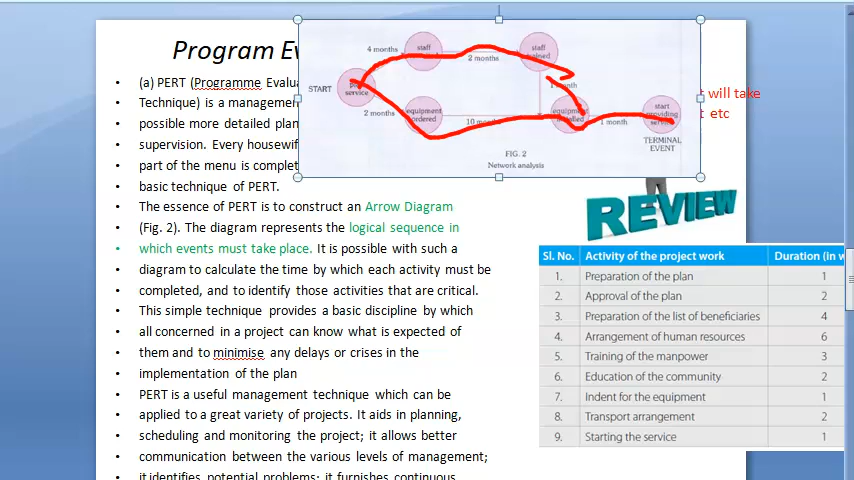 Program Ev
(a) PERT (Programme Evalua
Technique) is a management
possible more detailed plan
supervision. Every housewif
part of the menu is complet
basic technique of PERT.
The essence of PERT is to construct an Arrow Diagram
(Fig. 2). The diagram represents the logical sequence in
which events must take place. It is possible with such a
diagram to calculate the time by which each activity must be
completed, and to identify those activities that are critical.
This simple technique provides a basic discipline by which
all concerned in a project can know what is expected of
them and to minimise any delays or crises in the
implementation of the plan
PERT is a useful management technique which can be
applied to a great variety of projects. It aids in planning,
scheduling and monitoring the project; it allows better
communication between the various levels of management;
it identifies potential problems; it furnishes continuous
4 months
staff
2 months
staff
START
service
2 months
equipment
ordered
10 months
equipment
1 month
start
providing
service
TERMINAL
EVENT
FIG. 2
Network analysis
will take
etc
REVIEW
Sl. No. Activity of the project work Duration (in w
1. Preparation of the plan 1
2. Approval of the plan 2
3. Preparation of the list of beneficiaries 4
4. Arrangement of human resources 6
5. Training of the manpower 3
6. Education of the community 2
7. Indent for the equipment 1
8. Transport arrangement 2
9. Starting the service 1